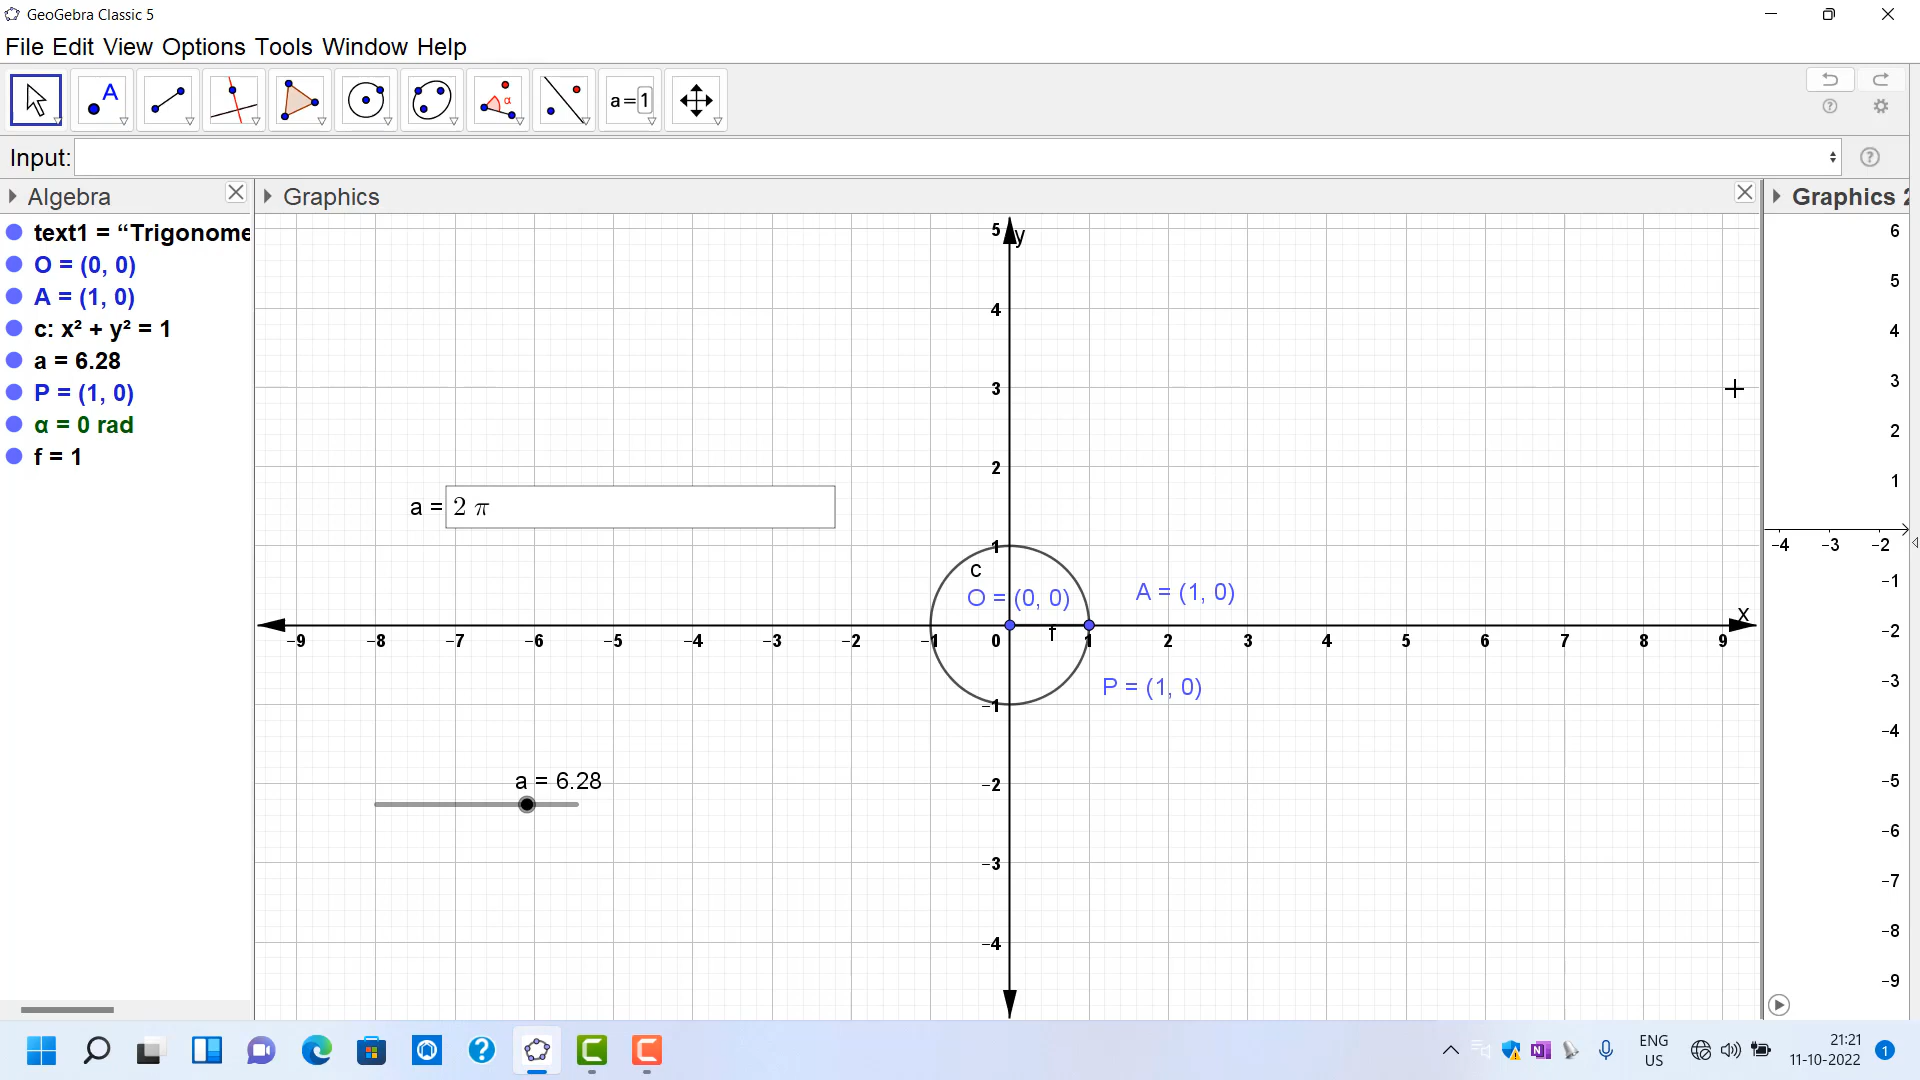 GeoGebra Classic 5
File Edit View Options Tools Window Help
A
α
a=1
Input:
Algebra
Graphics
Graphics 2
text1 = “Trigonome
O = (0, 0)
A = (1, 0)
c: x² + y² = 1
a = 6.28
P = (1, 0)
α = 0 rad
f = 1
y
5
4
3
2
1
−1
−2
−3
−4
a = 2 π
c
O = (0, 0)
A = (1, 0)
f
P = (1, 0)
x
−9 −8 −7 −6 −5 −4 −3 −2 −1 0 1 2 3 4 5 6 7 8 9
a = 6.28
6
5
4
3
2
1
−4 −3 −2
−1
−2
−3
−4
−5
−6
−7
−8
−9
ENG
US
21:21
11-10-2022
1